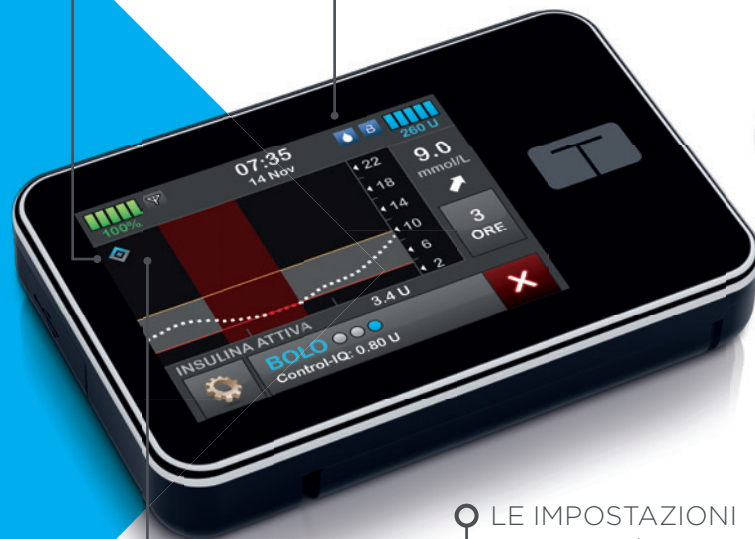 07:35
14 Nov
B
260 U
100%
9.0
mmol/L
3
ORE
22
18
14
10
6
2
INSULINA ATTIVA 3.4 U
BOLO
Control-IQ: 0.80 U
LE IMPOSTAZIONI